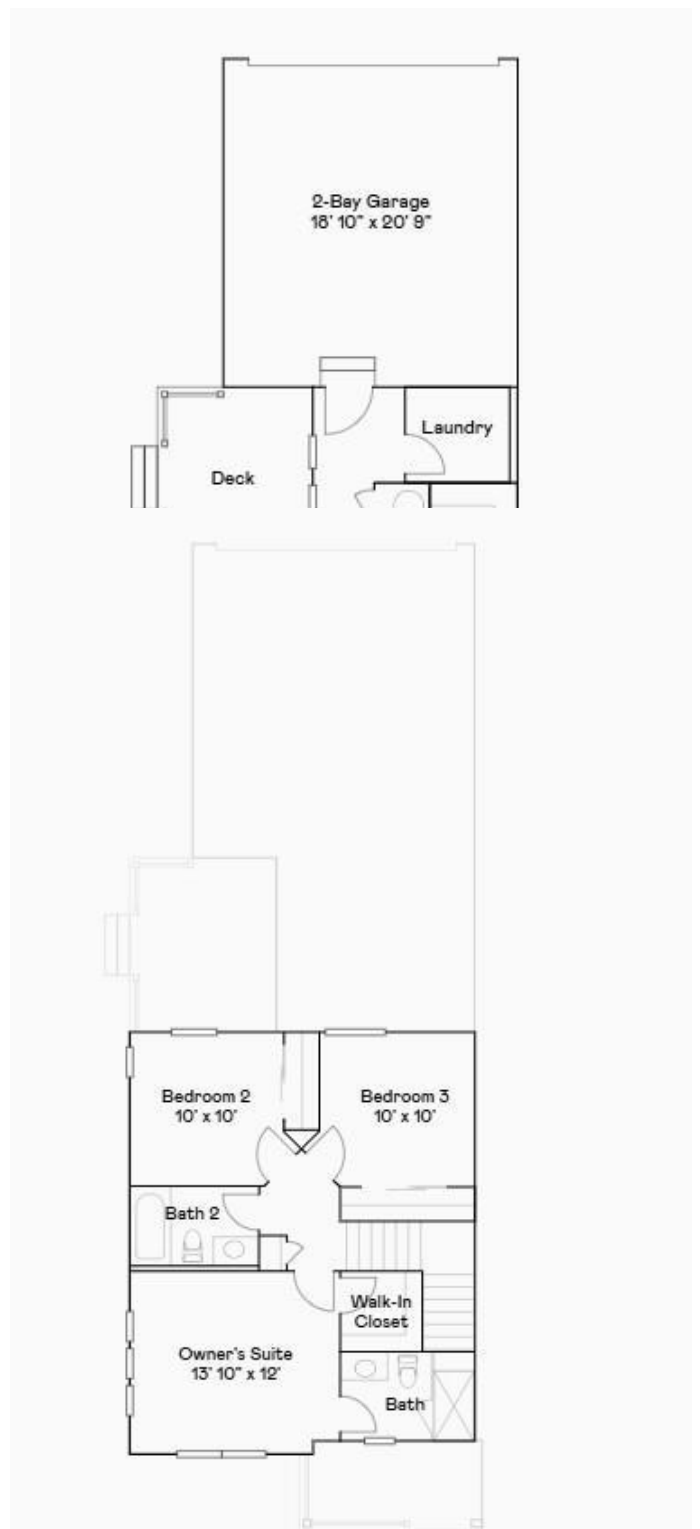 2-Bay Garage
18' 10" x 20' 9"
Laundry
Deck
Bedroom 2
10' x 10'
Bedroom 3
10' x 10'
Bath 2
Walk-In
Closet
Owner's Suite
13' 10" x 12'
Bath